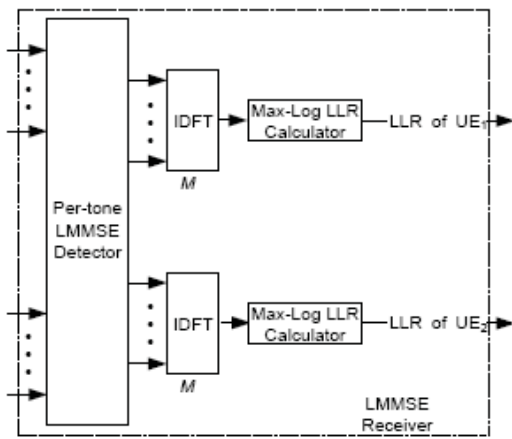 IDFT
M
Max-Log LLR
Calculator
LLR of UE₁
Per-tone
LMMSE
Detector
IDFT
M
Max-Log LLR
Calculator
LLR of UE₂
LMMSE
Receiver